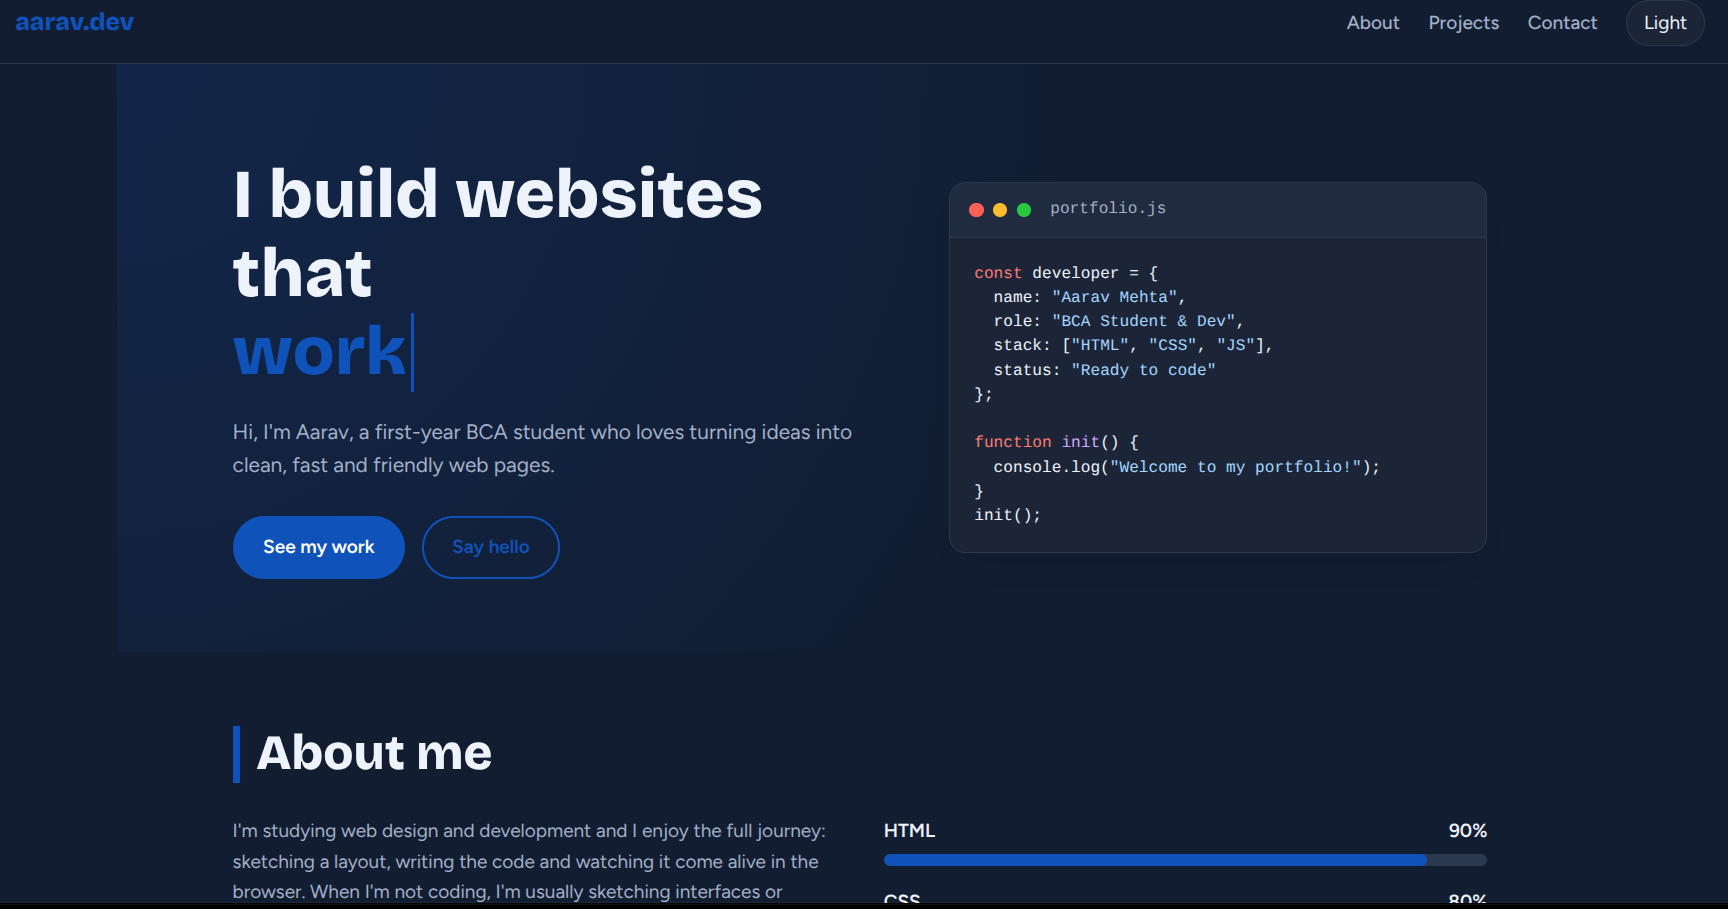 aarav.dev
About
Projects
Contact
Light
I build websites
that
work
Hi, I'm Aarav, a first-year BCA student who loves turning ideas into
clean, fast and friendly web pages.
See my work
Say hello
portfolio.js
const developer = {
  name: "Aarav Mehta",
  role: "BCA Student & Dev",
  stack: ["HTML", "CSS", "JS"],
  status: "Ready to code"
};
function init() {
  console.log("Welcome to my portfolio!");
}
init();
About me
I'm studying web design and development and I enjoy the full journey:
sketching a layout, writing the code and watching it come alive in the
browser. When I'm not coding, I'm usually sketching interfaces or
HTML 90%
CSS 80%